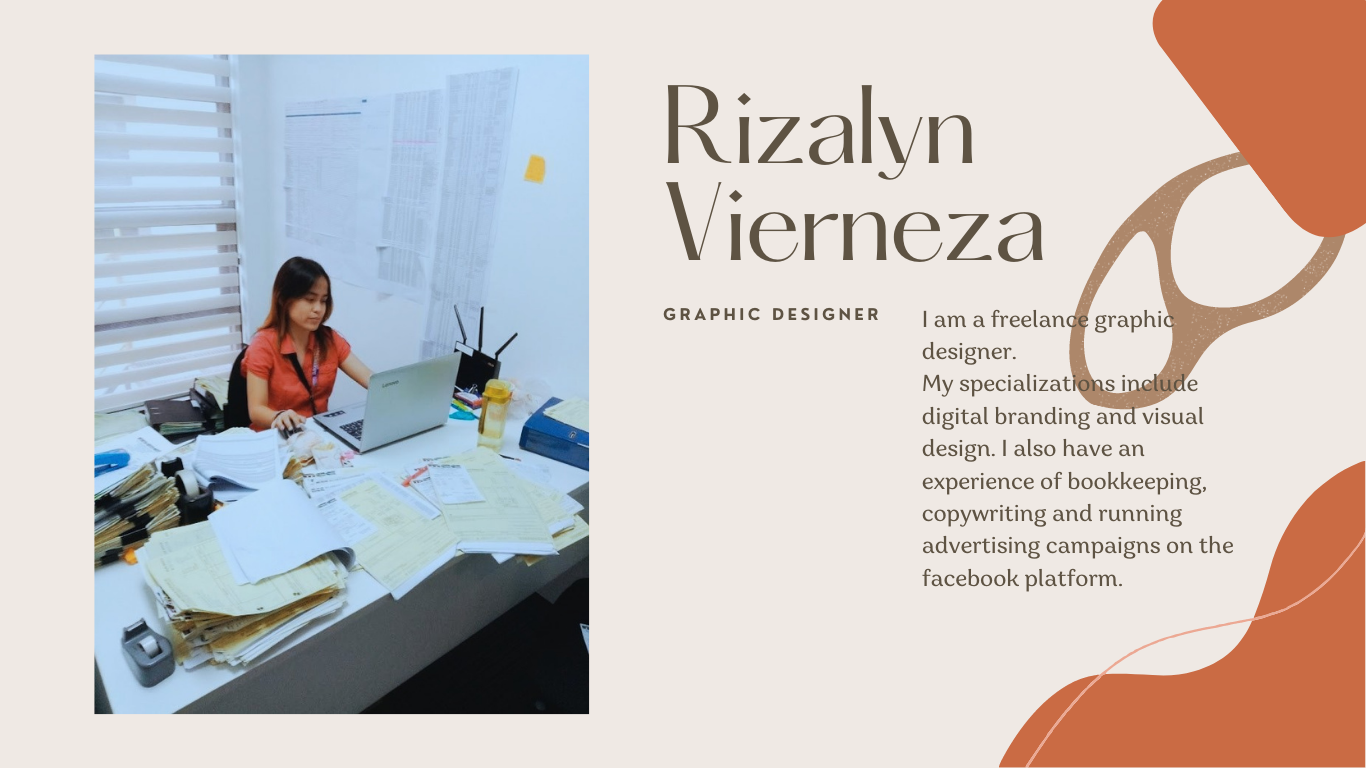 Rizalyn
Vierneza
GRAPHIC DESIGNER
I am a freelance graphic
designer.
My specializations include
digital branding and visual
design. I also have an
experience of bookkeeping,
copywriting and running
advertising campaigns on the
facebook platform.
Lenovo